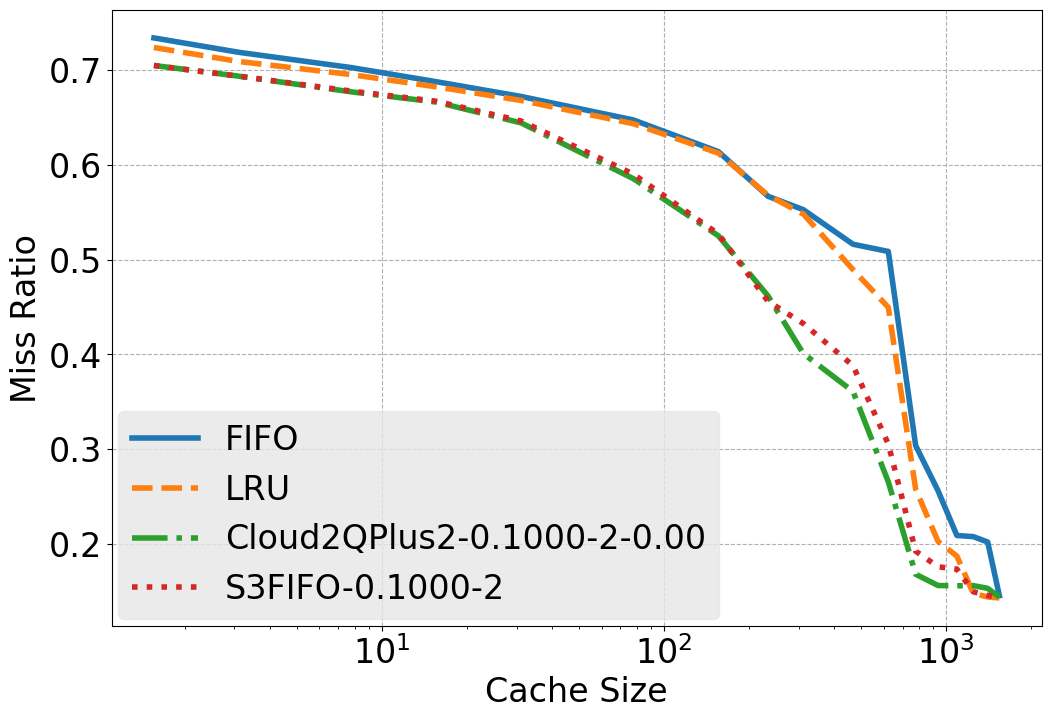 Miss Ratio
0.7
0.6
0.5
0.4
0.3
0.2
FIFO
LRU
Cloud2QPlus2-0.1000-2-0.00
S3FIFO-0.1000-2
10¹ 10² 10³
Cache Size